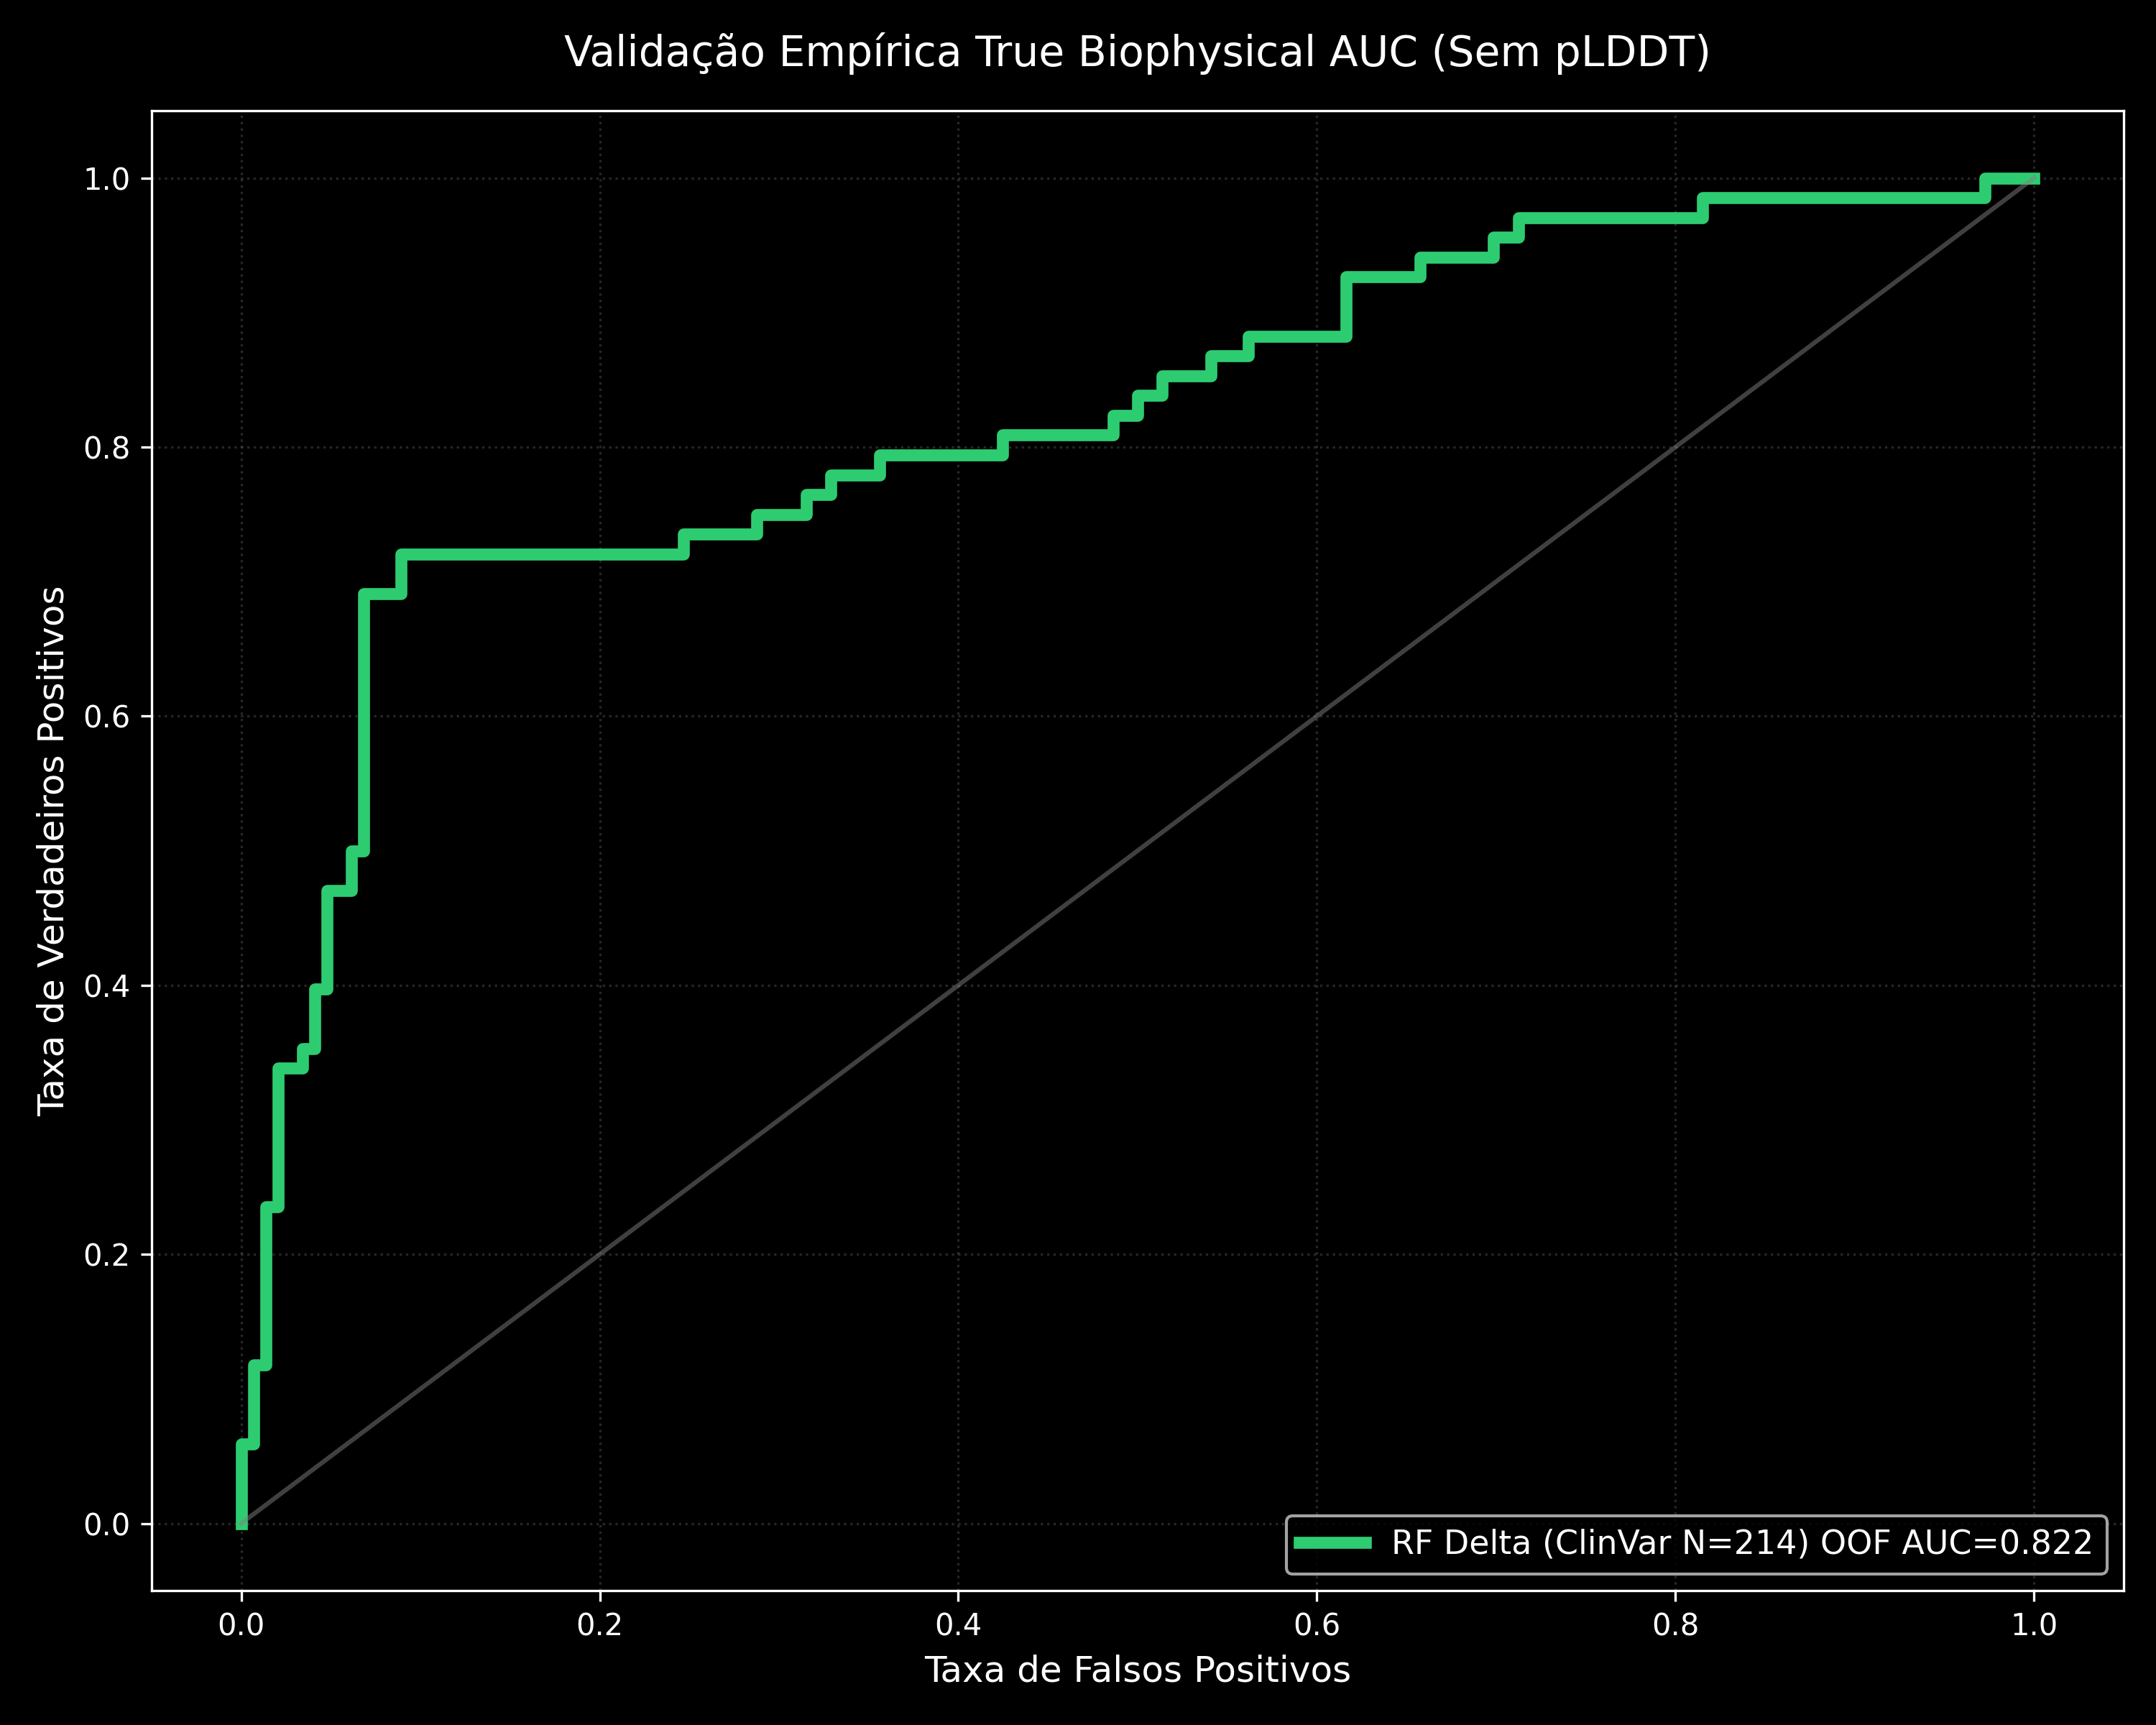 Validação Empírica True Biophysical AUC (Sem pLDDT)
Taxa de Verdadeiros Positivos
1.0
0.8
0.6
0.4
0.2
0.0
RF Delta (ClinVar N=214) OOF AUC=0.822
0.0 0.2 0.4 0.6 0.8 1.0
Taxa de Falsos Positivos